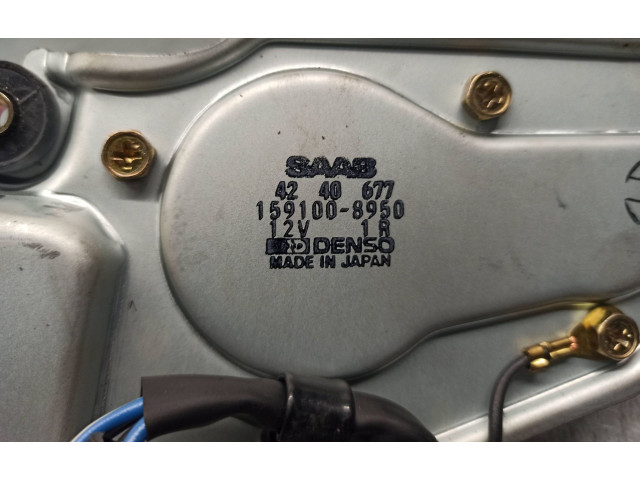 SAAB
42 40 677
159100-8950
12V 1R
DENSO
MADE IN JAPAN